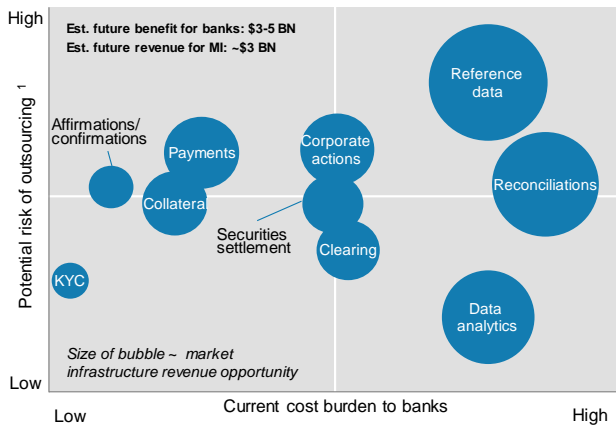 High
Est. future benefit for banks: $3-5 BN
Est. future revenue for MI: ~$3 BN
Reference
data
Affirmations/
confirmations
Payments
Corporate
actions
Reconciliations
Collateral
Securities
settlement
Clearing
KYC
Data
analytics
Size of bubble ~ market
infrastructure revenue opportunity
Potential risk of outsourcing 1
Low
Low
Current cost burden to banks
High